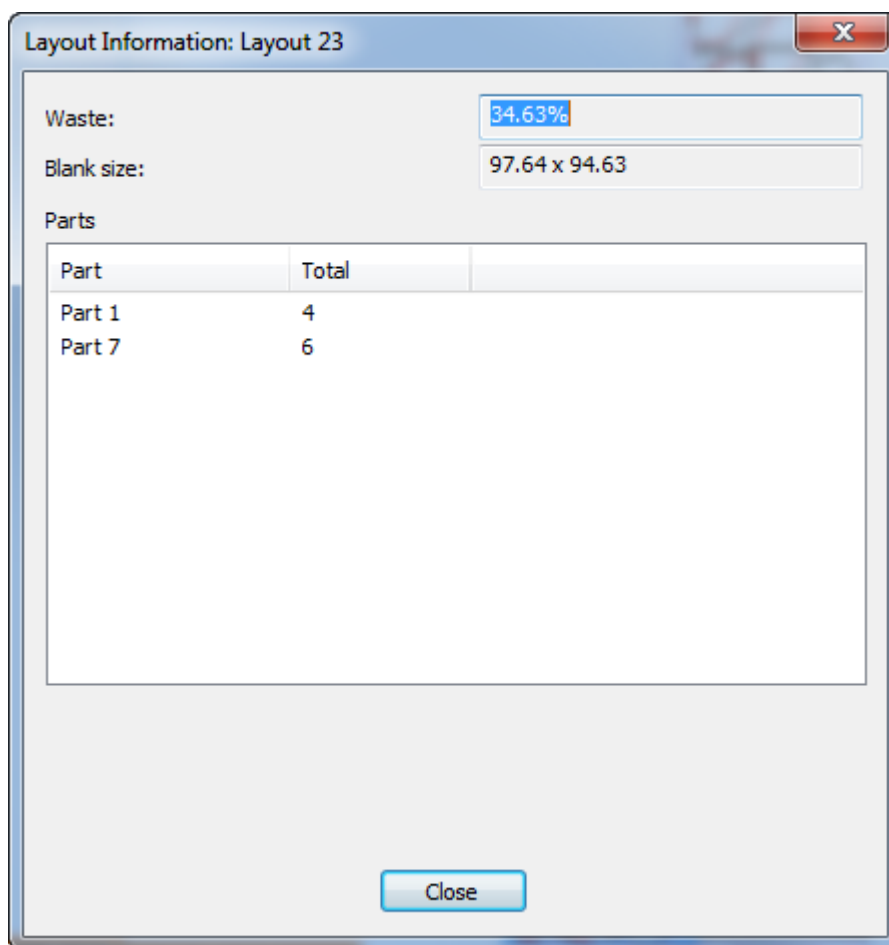 Layout Information: Layout 23
Waste: 34.63%
Blank size: 97.64 x 94.63
Parts
Part Total
Part 1 4
Part 7 6
Close